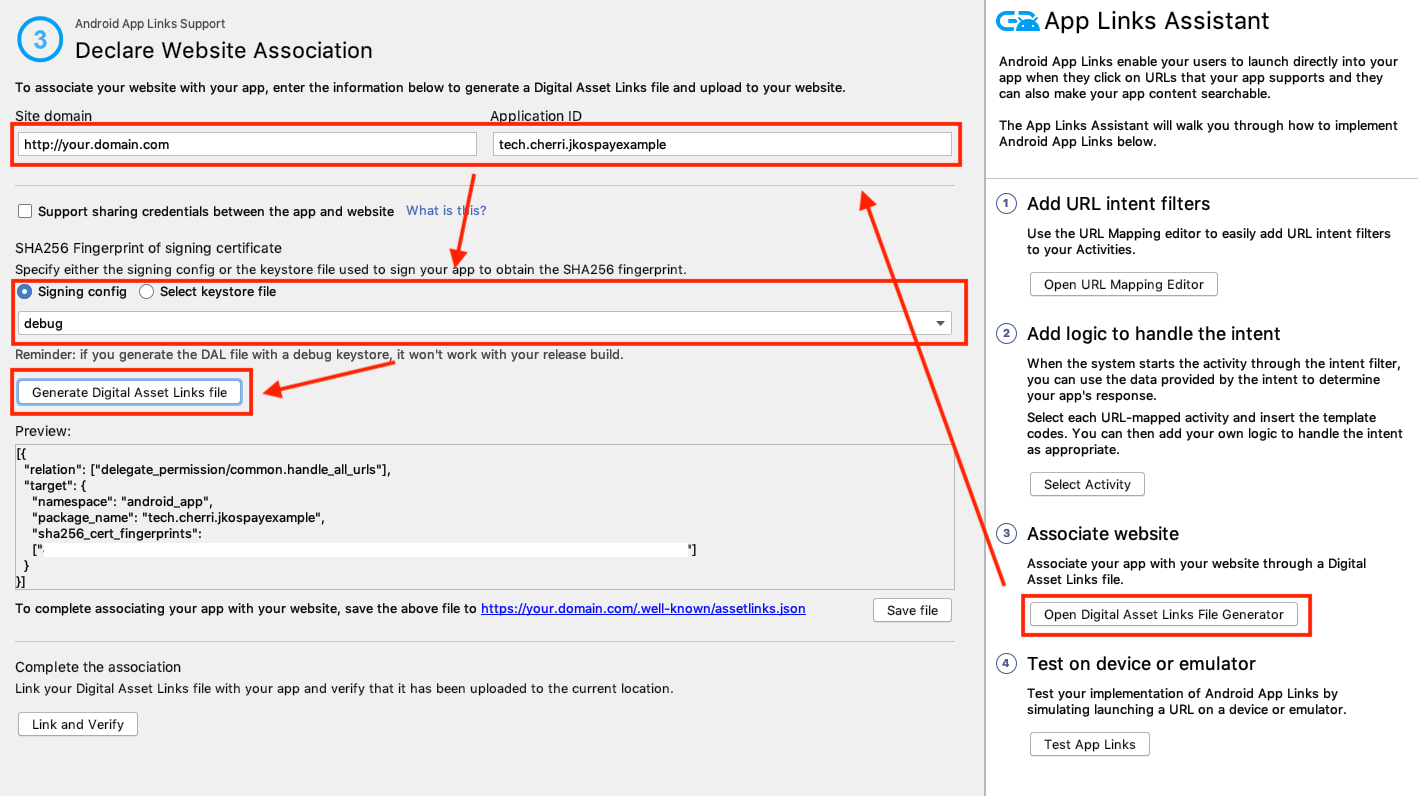 3
Android App Links Support
Declare Website Association
To associate your website with your app, enter the information below to generate a Digital Asset Links file and upload to your website.
Site domain
Application ID
http://your.domain.com
tech.cherri.jkospayexample
Support sharing credentials between the app and website
What is this?
SHA256 Fingerprint of signing certificate
Specify either the signing config or the keystore file used to sign your app to obtain the SHA256 fingerprint.
Signing config
Select keystore file
debug
Reminder: if you generate the DAL file with a debug keystore, it won't work with your release build.
Generate Digital Asset Links file
Preview:
[{
"relation": ["delegate_permission/common.handle_all_urls"],
"target": {
"namespace": "android_app",
"package_name": "tech.cherri.jkospayexample",
"sha256_cert_fingerprints":
[" "]
}
}]
To complete associating your app with your website, save the above file to https://your.domain.com/.well-known/assetlinks.json
Save file
Complete the association
Link your Digital Asset Links file with your app and verify that it has been uploaded to the current location.
Link and Verify
App Links Assistant
Android App Links enable your users to launch directly into your
app when they click on URLs that your app supports and they
can also make your app content searchable.
The App Links Assistant will walk you through how to implement
Android App Links below.
1 Add URL intent filters
Use the URL Mapping editor to easily add URL intent filters
to your Activities.
Open URL Mapping Editor
2 Add logic to handle the intent
When the system starts the activity through the intent filter,
you can use the data provided by the intent to determine
your app's response.
Select each URL-mapped activity and insert the template
codes. You can then add your own logic to handle the intent
as appropriate.
Select Activity
3 Associate website
Associate your app with your website through a Digital
Asset Links file.
Open Digital Asset Links File Generator
4 Test on device or emulator
Test your implementation of Android App Links by
simulating launching a URL on a device or emulator.
Test App Links